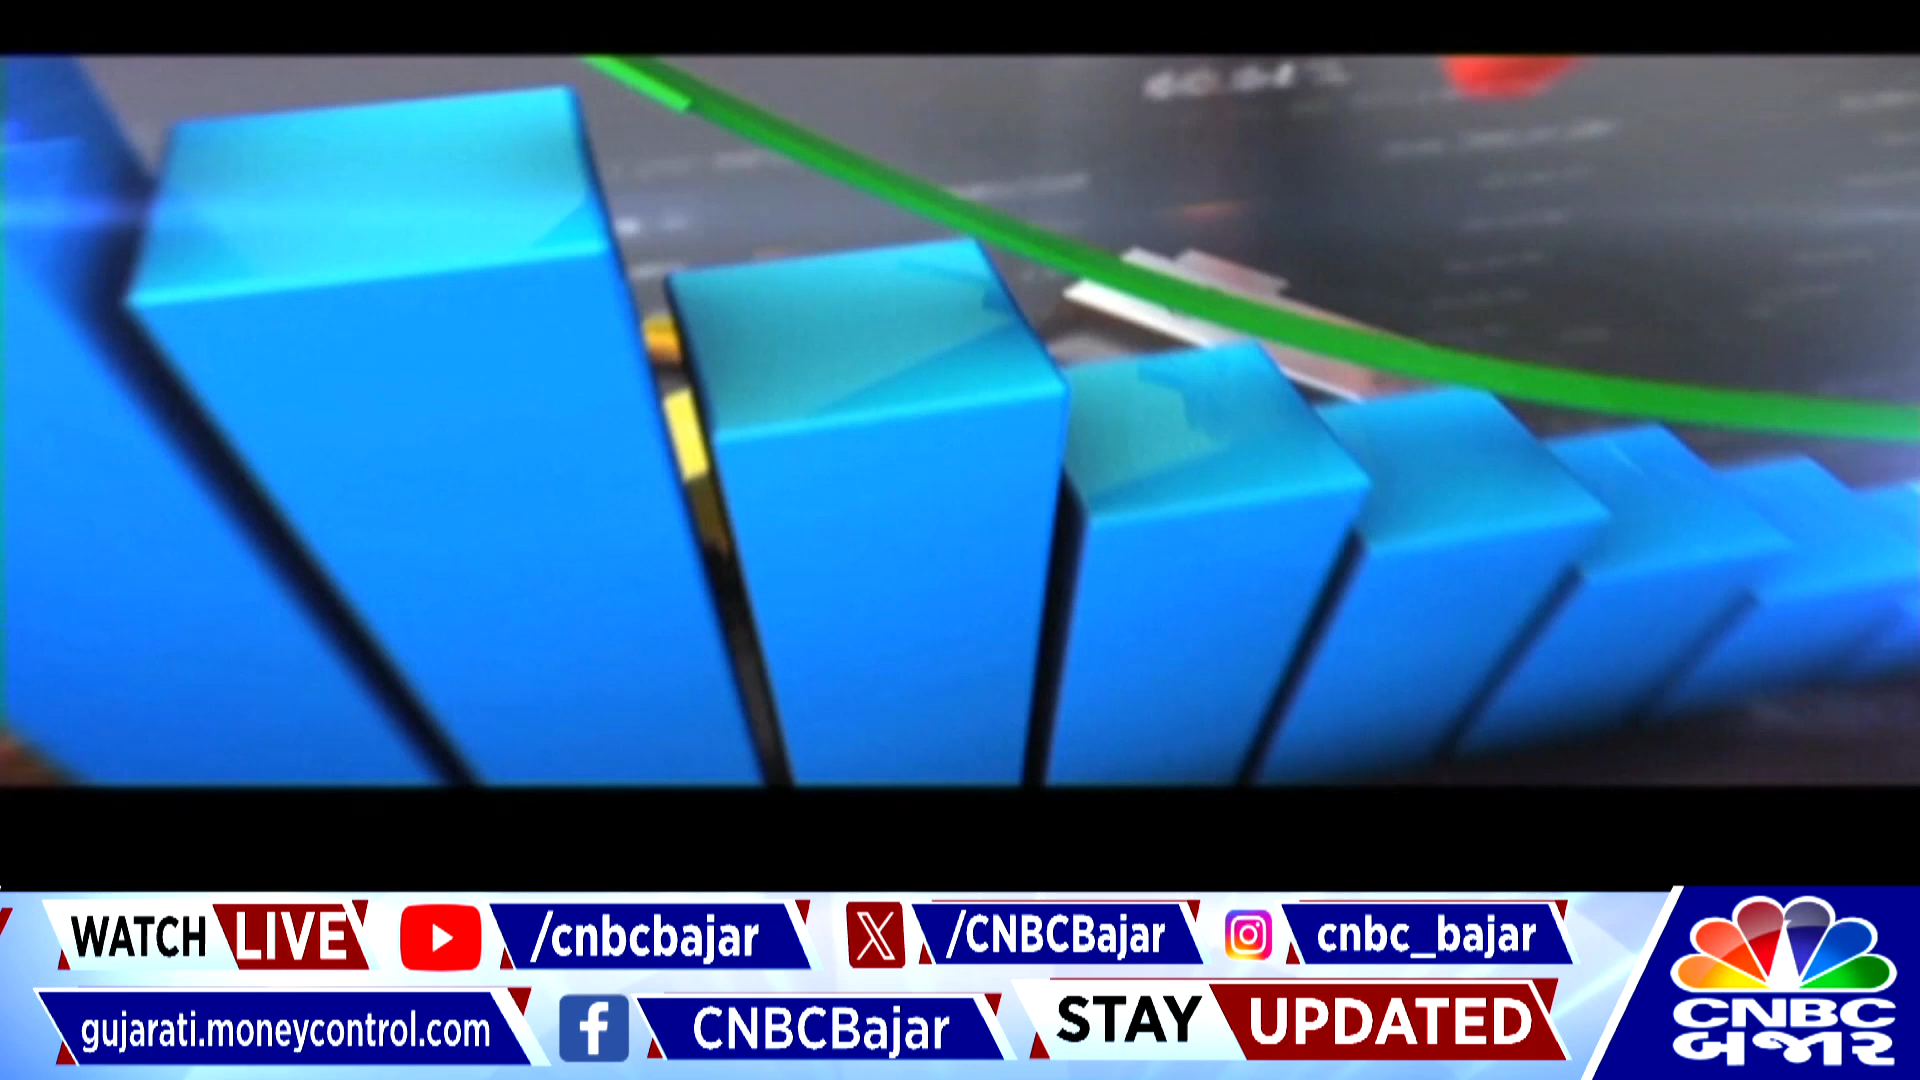 WATCH LIVE /cnbcbajar /CNBCBajar cnbc_bajar
gujarati.moneycontrol.com CNBCBajar STAY UPDATED
CNBC
બજાર